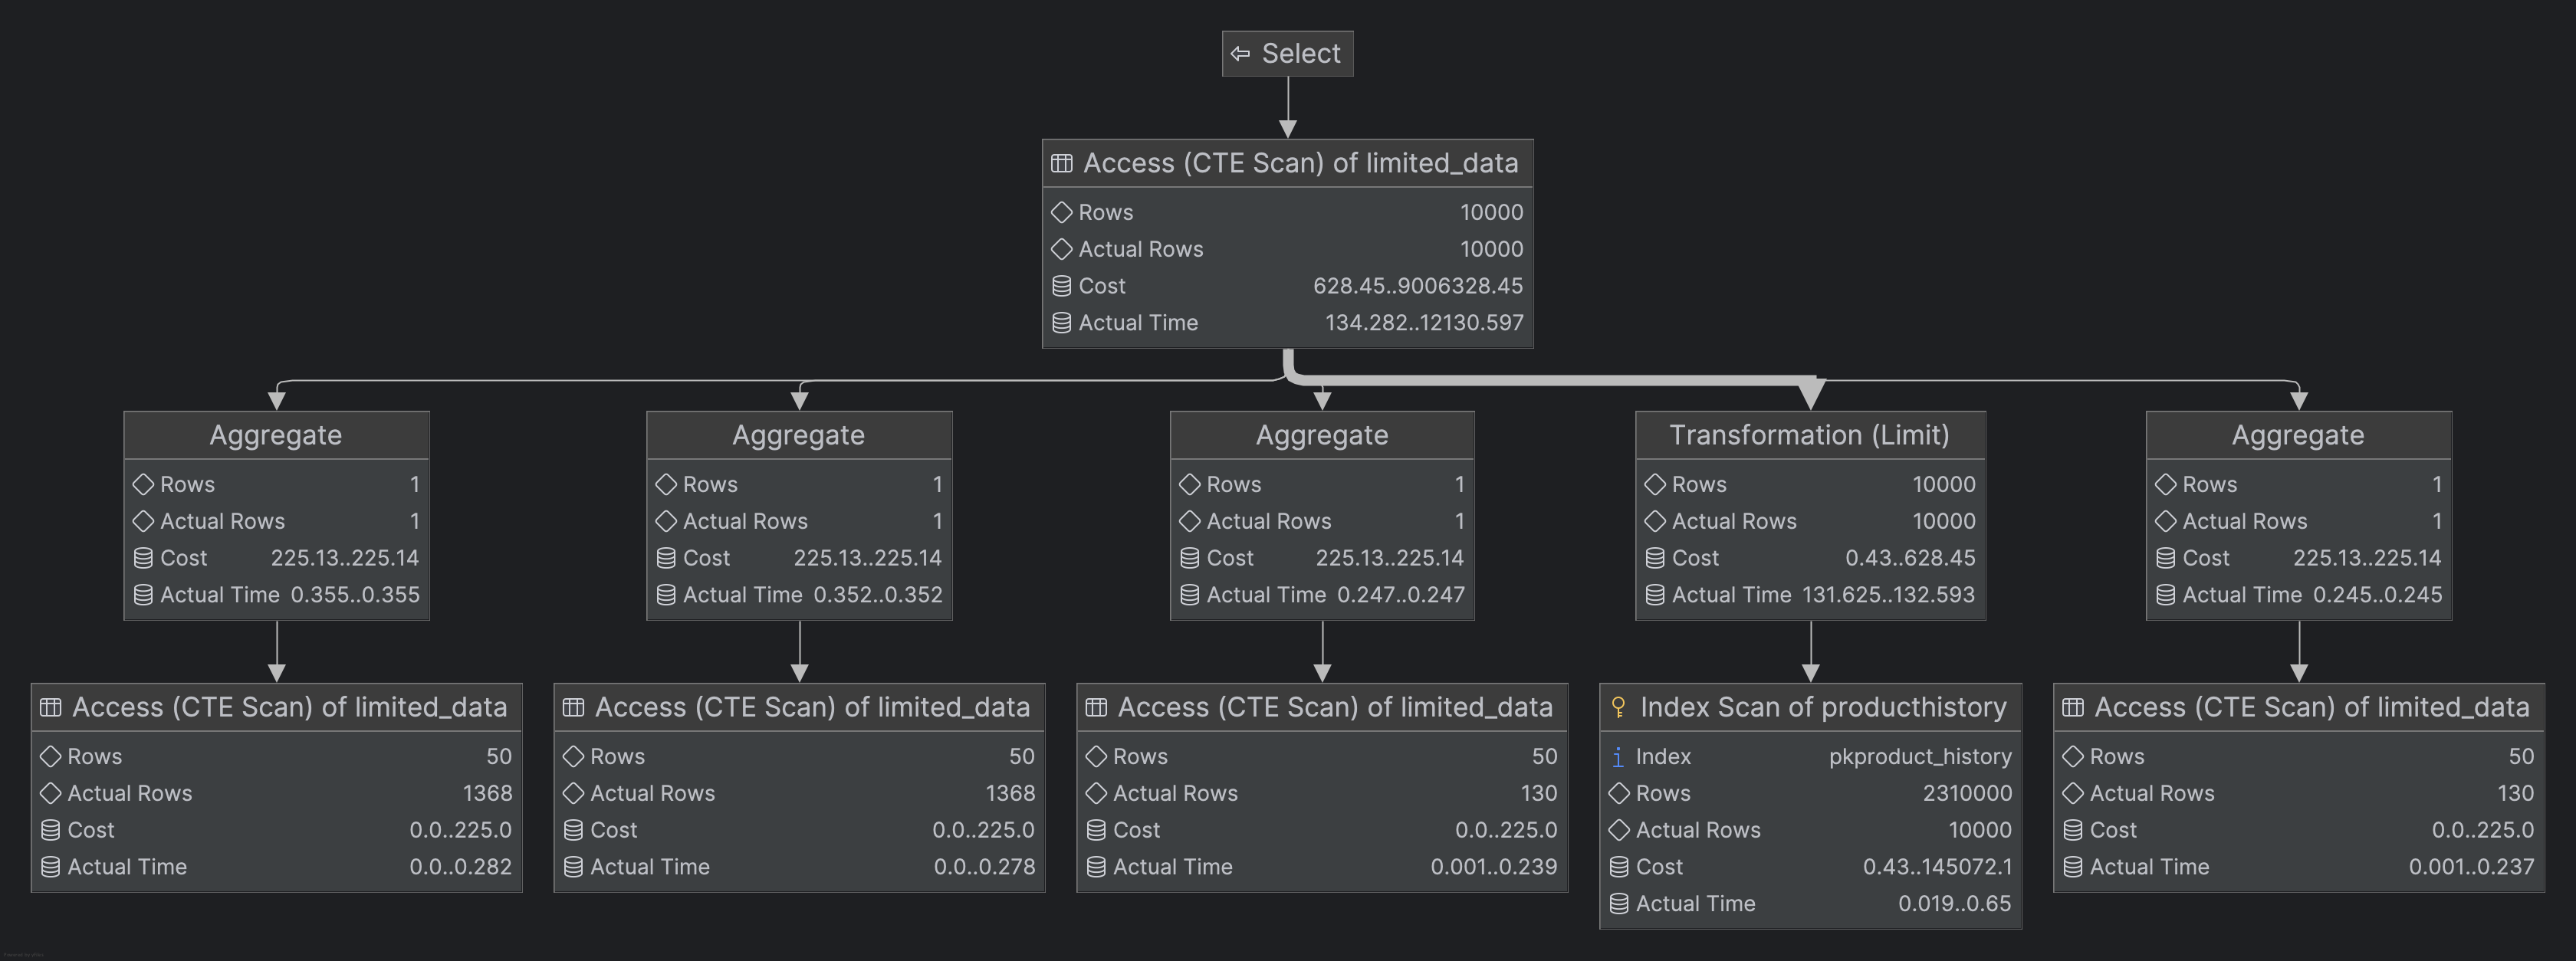 Select
Access (CTE Scan) of limited_data
Rows 10000
Actual Rows 10000
Cost 628.45..9006328.45
Actual Time 134.282..12130.597
Aggregate
Rows 1
Actual Rows 1
Cost 225.13..225.14
Actual Time 0.355..0.355
Aggregate
Rows 1
Actual Rows 1
Cost 225.13..225.14
Actual Time 0.352..0.352
Aggregate
Rows 1
Actual Rows 1
Cost 225.13..225.14
Actual Time 0.247..0.247
Transformation (Limit)
Rows 10000
Actual Rows 10000
Cost 0.43..628.45
Actual Time 131.625..132.593
Aggregate
Rows 1
Actual Rows 1
Cost 225.13..225.14
Actual Time 0.245..0.245
Access (CTE Scan) of limited_data
Rows 50
Actual Rows 1368
Cost 0.0..225.0
Actual Time 0.0..0.282
Access (CTE Scan) of limited_data
Rows 50
Actual Rows 1368
Cost 0.0..225.0
Actual Time 0.0..0.278
Access (CTE Scan) of limited_data
Rows 50
Actual Rows 130
Cost 0.0..225.0
Actual Time 0.001..0.239
Index Scan of producthistory
Index pkproduct_history
Rows 2310000
Actual Rows 10000
Cost 0.43..145072.1
Actual Time 0.019..0.65
Access (CTE Scan) of limited_data
Rows 50
Actual Rows 130
Cost 0.0..225.0
Actual Time 0.001..0.237